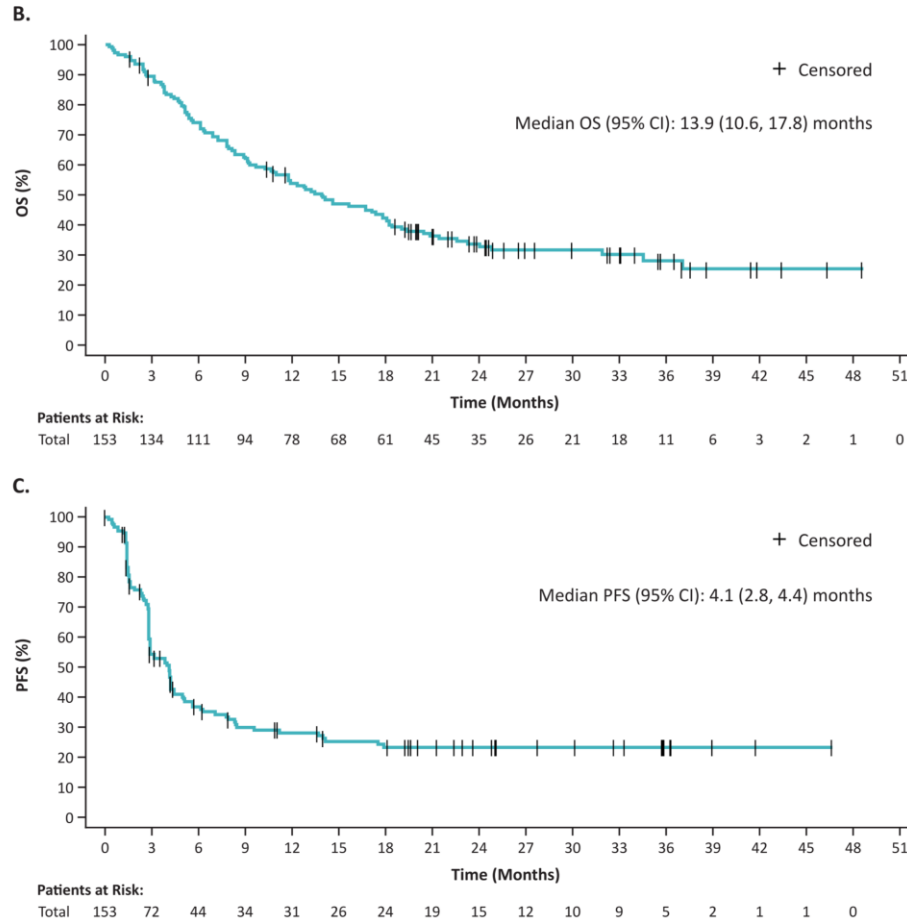 B.
100
90
80
70
60
50
40
30
20
10
0
OS (%)
+ Censored
Median OS (95% CI): 13.9 (10.6, 17.8) months
0 3 6 9 12 15 18 21 24 27 30 33 36 39 42 45 48 51
Time (Months)
Patients at Risk:
Total 153 134 111 94 78 68 61 45 35 26 21 18 11 6 3 2 1 0
C.
100
90
80
70
60
50
40
30
20
10
0
PFS (%)
+ Censored
Median PFS (95% CI): 4.1 (2.8, 4.4) months
0 3 6 9 12 15 18 21 24 27 30 33 36 39 42 45 48 51
Time (Months)
Patients at Risk:
Total 153 72 44 34 31 26 24 19 15 12 10 9 5 2 1 1 0